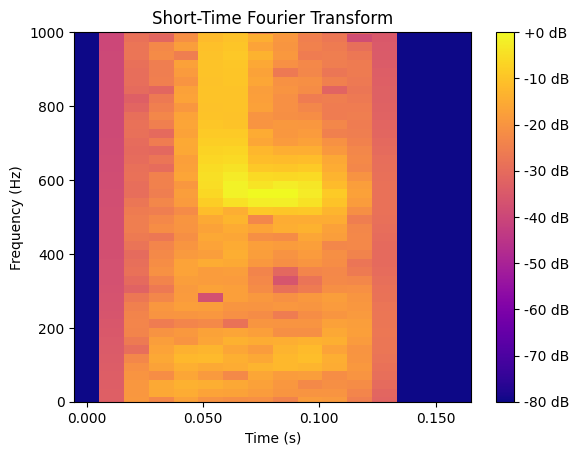 Short-Time Fourier Transform
1000
800
600
400
200
0
Frequency (Hz)
0.000
0.050
0.100
0.150
Time (s)
+0 dB
-10 dB
-20 dB
-30 dB
-40 dB
-50 dB
-60 dB
-70 dB
-80 dB